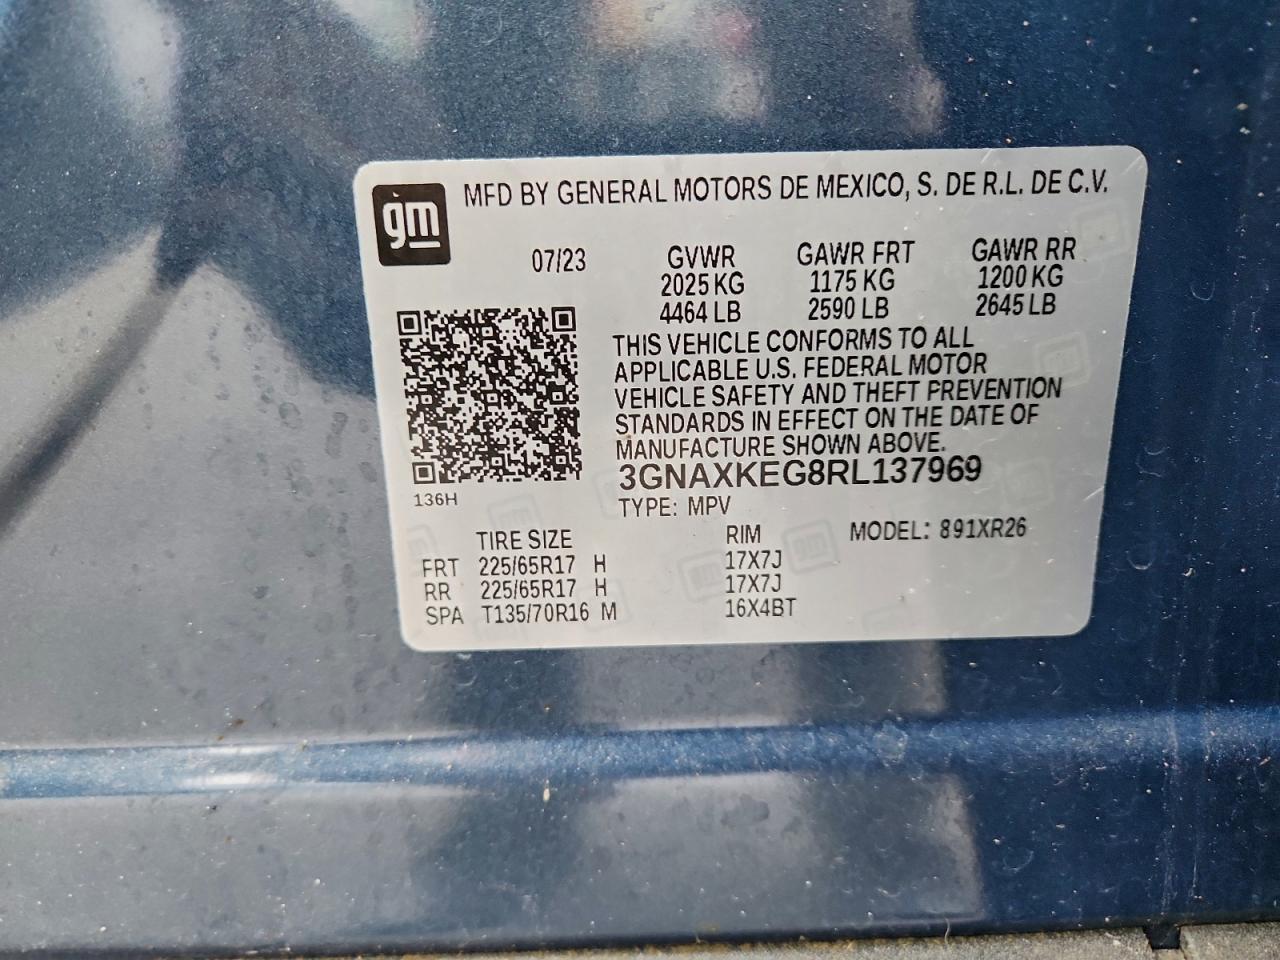 gm
MFD BY GENERAL MOTORS DE MEXICO, S. DE R.L. DE C.V.
07/23 GVWR GAWR FRT GAWR RR
2025 KG 1175 KG 1200 KG
4464 LB 2590 LB 2645 LB
THIS VEHICLE CONFORMS TO ALL
APPLICABLE U.S. FEDERAL MOTOR
VEHICLE SAFETY AND THEFT PREVENTION
STANDARDS IN EFFECT ON THE DATE OF
MANUFACTURE SHOWN ABOVE.
3GNAXKEG8RL137969
136H
TYPE: MPV
TIRE SIZE RIM MODEL: 891XR26
FRT 225/65R17 H 17X7J
RR 225/65R17 H 17X7J
SPA T135/70R16 M 16X4BT